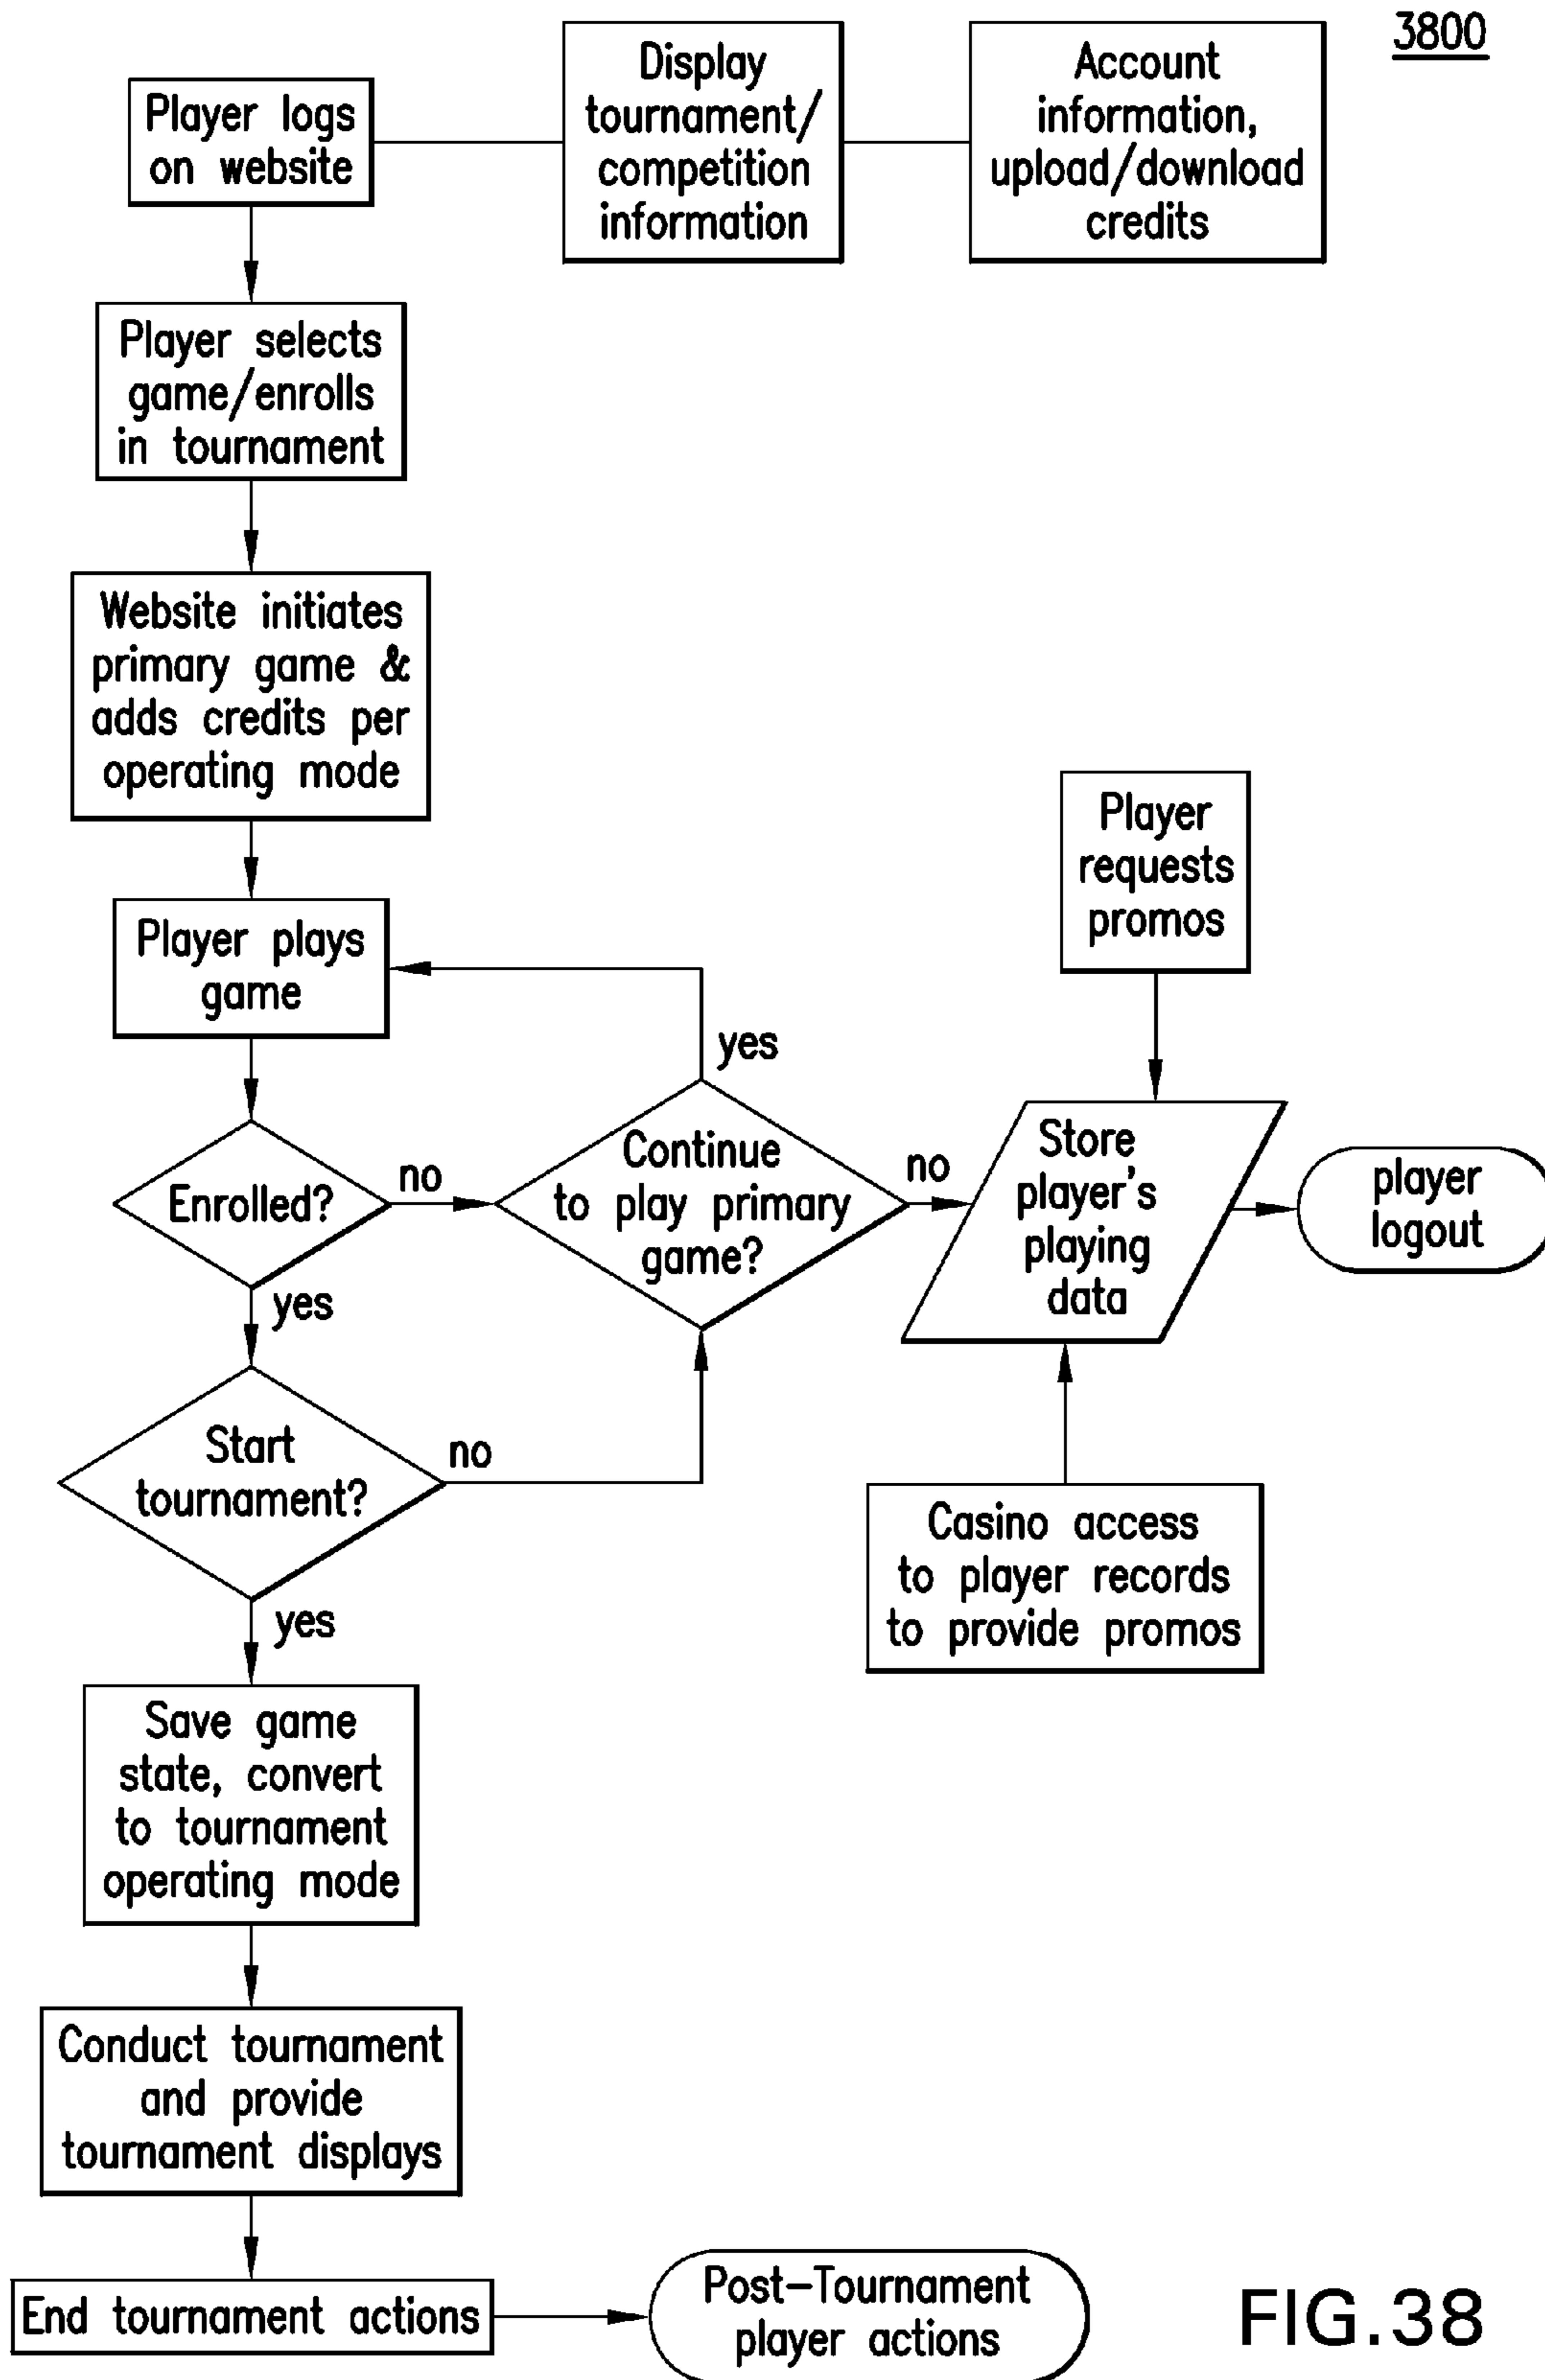 3800
Player logs
on website
Display
tournament/
competition
information
Account
information,
upload/download
credits
Player selects
game/enrolls
in tournament
Website initiates
primary game &
adds credits per
operating mode
Player plays
game
Player
requests
promos
yes
Enrolled?
no
Continue
to play primary
game?
no
Store
player's
playing
data
player
logout
yes
Start
tournament?
no
Casino access
to player records
to provide promos
yes
Save game
state, convert
to tournament
operating mode
Conduct tournament
and provide
tournament displays
End tournament actions
Post-Tournament
player actions
FIG.38